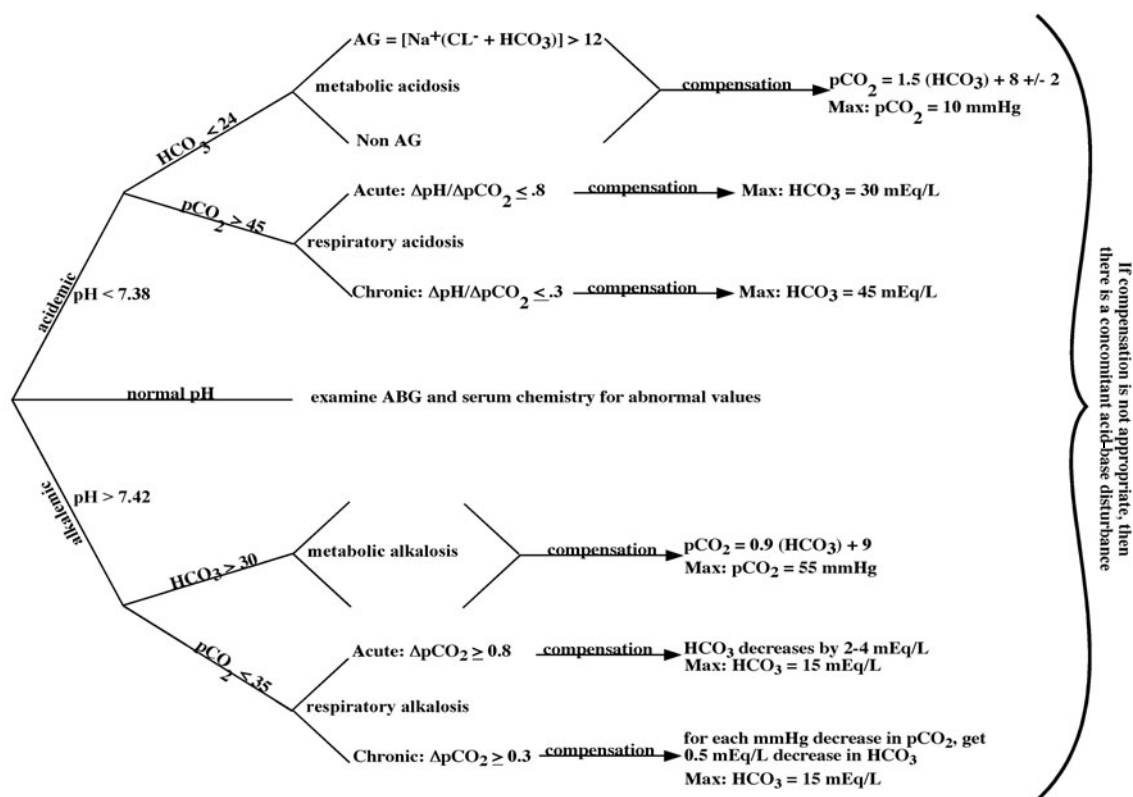 AG = [Na⁺(CL⁻ + HCO3)] > 12
metabolic acidosis
Non AG
HCO3 < 24
compensation
pCO2 = 1.5 (HCO3) + 8 +/- 2
Max: pCO2 = 10 mmHg
pCO2 > 45
Acute: ΔpH/ΔpCO2 ≤ .8
compensation
Max: HCO3 = 30 mEq/L
respiratory acidosis
Chronic: ΔpH/ΔpCO2 ≤ .3
compensation
Max: HCO3 = 45 mEq/L
acidemic
pH < 7.38
normal pH
examine ABG and serum chemistry for abnormal values
alkalemic
pH > 7.42
HCO3 > 30
metabolic alkalosis
compensation
pCO2 = 0.9 (HCO3) + 9
Max: pCO2 = 55 mmHg
pCO2 < 35
Acute: ΔpCO2 ≥ 0.8
compensation
HCO3 decreases by 2-4 mEq/L
Max: HCO3 = 15 mEq/L
respiratory alkalosis
Chronic: ΔpCO2 ≥ 0.3
compensation
for each mmHg decrease in pCO2, get
0.5 mEq/L decrease in HCO3
Max: HCO3 = 15 mEq/L
If compensation is not appropriate, then
there is a concomitant acid-base disturbance